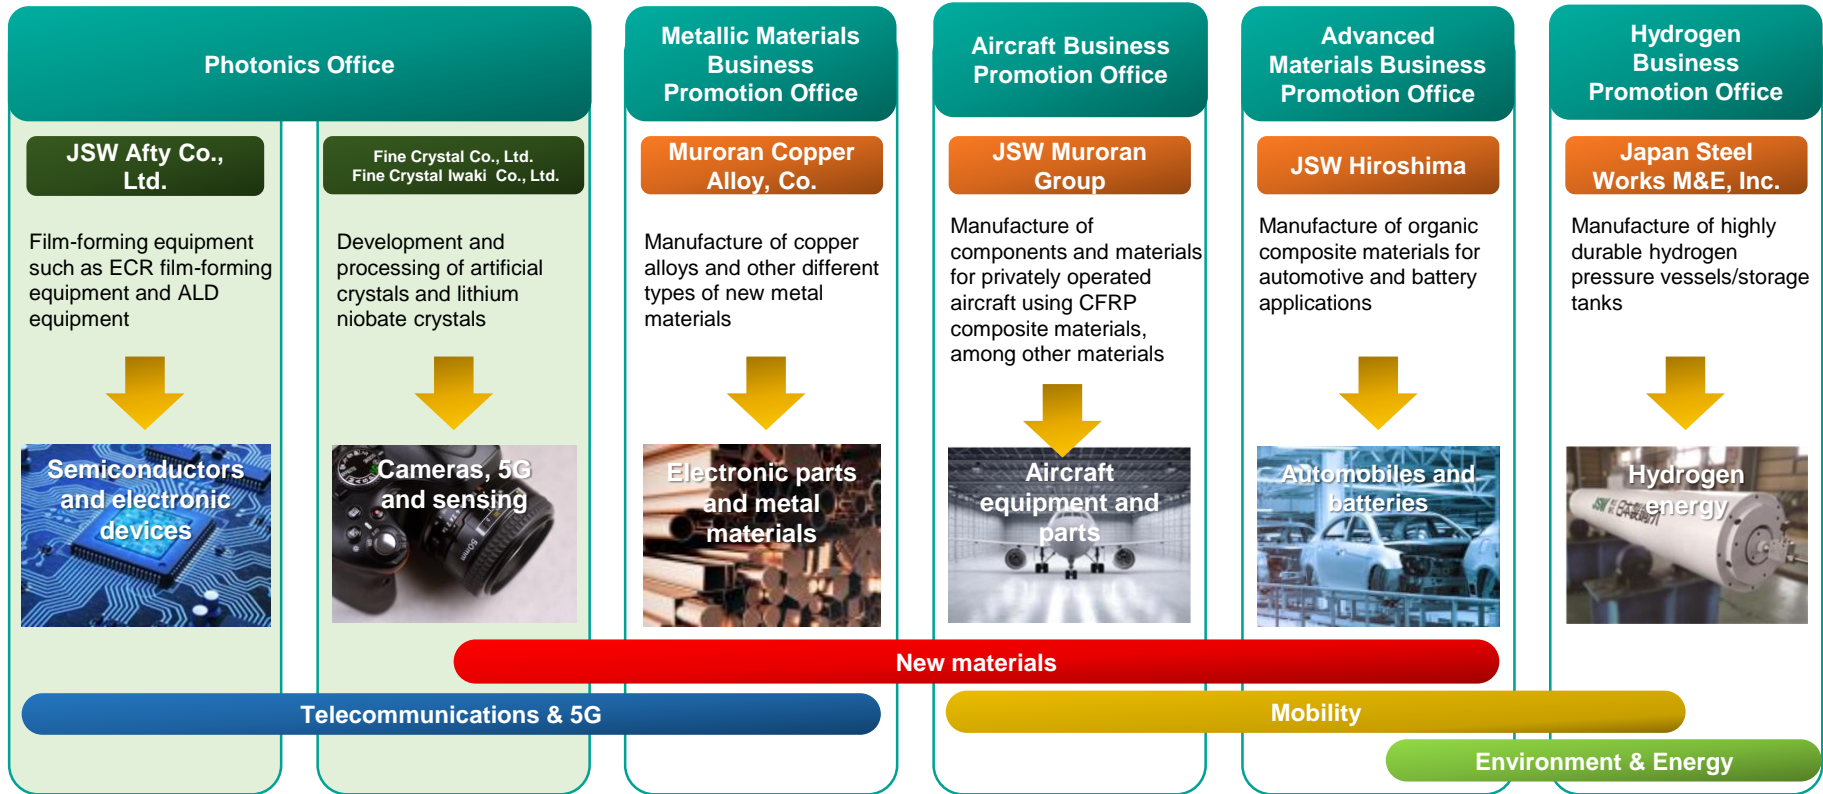 Photonics Office
Metallic Materials
Business
Promotion Office
Aircraft Business
Promotion Office
Advanced
Materials Business
Promotion Office
Hydrogen
Business
Promotion Office
JSW Afty Co.,
Ltd.
Fine Crystal Co., Ltd.
Fine Crystal Iwaki Co., Ltd.
Muroran Copper
Alloy, Co.
JSW Muroran
Group
JSW Hiroshima
Japan Steel
Works M&E, Inc.
Film-forming equipment
such as ECR film-forming
equipment and ALD
equipment
Development and
processing of artificial
crystals and lithium
niobate crystals
Manufacture of copper
alloys and other different
types of new metal
materials
Manufacture of
components and materials
for privately operated
aircraft using CFRP
composite materials,
among other materials
Manufacture of organic
composite materials for
automotive and battery
applications
Manufacture of highly
durable hydrogen
pressure vessels/storage
tanks
Semiconductors
and electronic
devices
Cameras, 5G
and sensing
50mm
Electronic parts
and metal
materials
Aircraft
equipment and
parts
Automobiles and
batteries
Hydrogen
energy
JSW
New materials
Telecommunications & 5G
Mobility
Environment & Energy